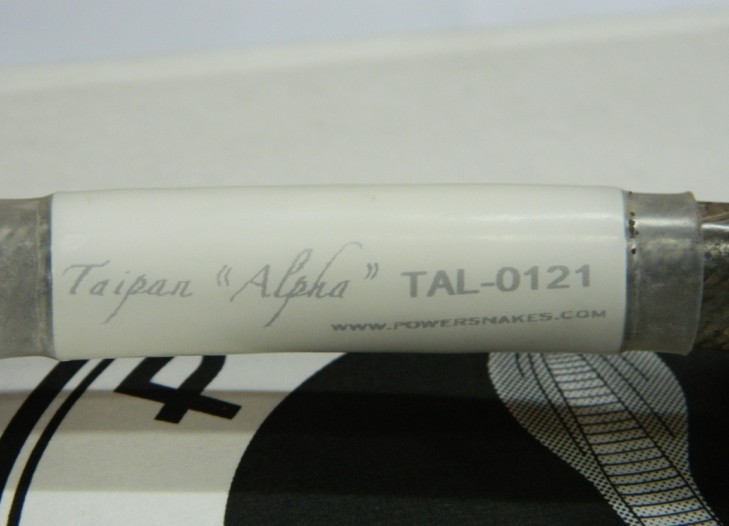 Taipan "Alpha" TAL-0121
WWW.POWERSNAKES.COM